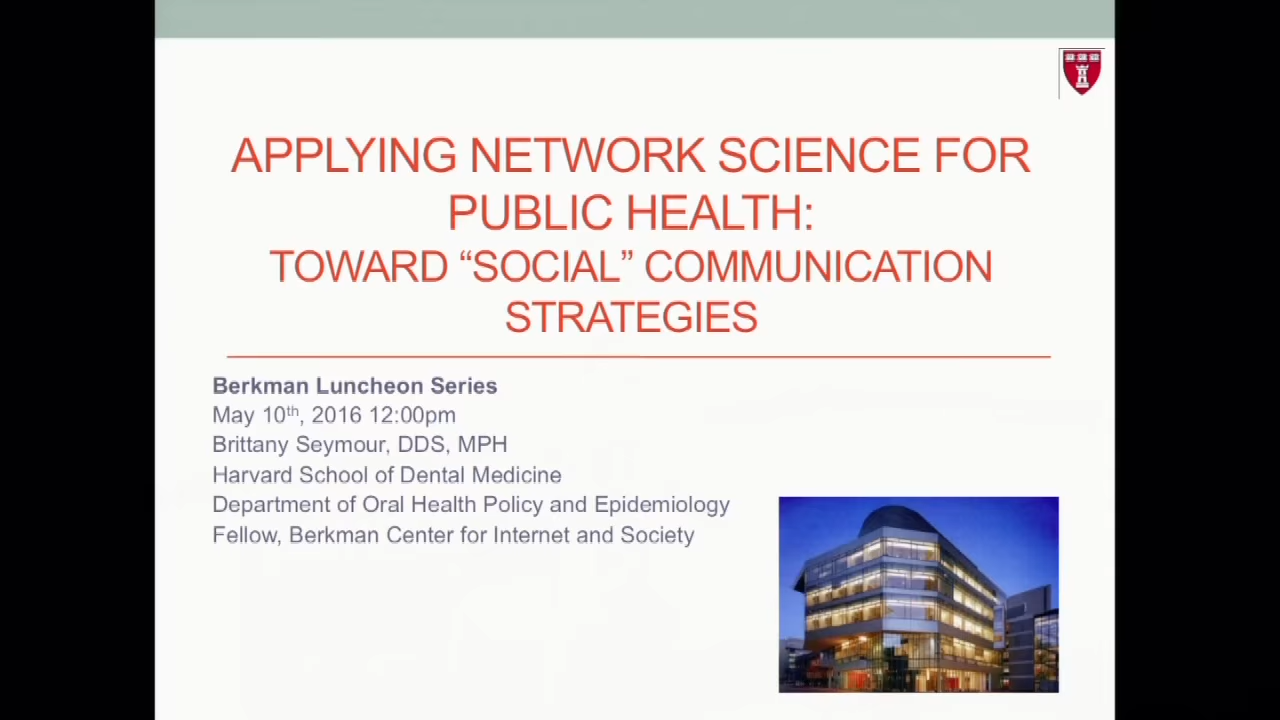 APPLYING NETWORK SCIENCE FOR
PUBLIC HEALTH:
TOWARD “SOCIAL” COMMUNICATION
STRATEGIES
Berkman Luncheon Series
May 10th, 2016 12:00pm
Brittany Seymour, DDS, MPH
Harvard School of Dental Medicine
Department of Oral Health Policy and Epidemiology
Fellow, Berkman Center for Internet and Society